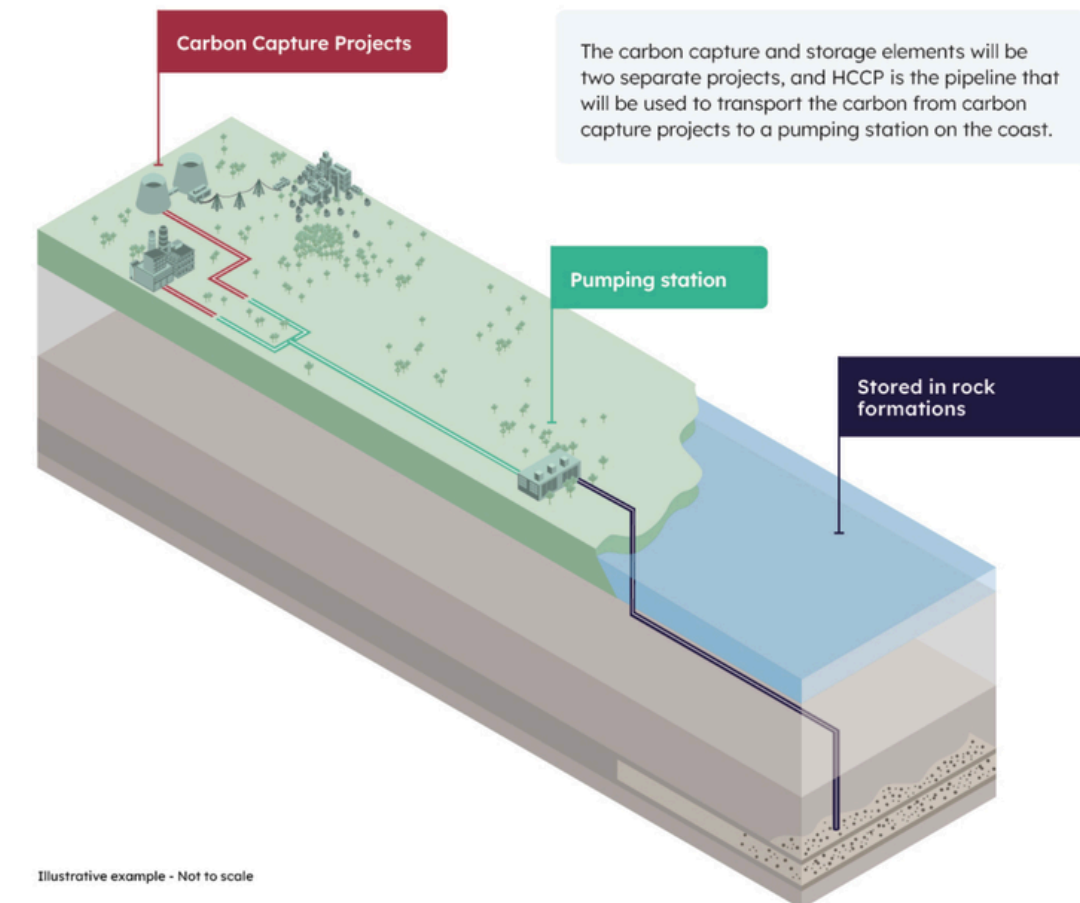 Carbon Capture Projects
The carbon capture and storage elements will be
two separate projects, and HCCP is the pipeline that
will be used to transport the carbon from carbon
capture projects to a pumping station on the coast.
Pumping station
Stored in rock
formations
Illustrative example - Not to scale